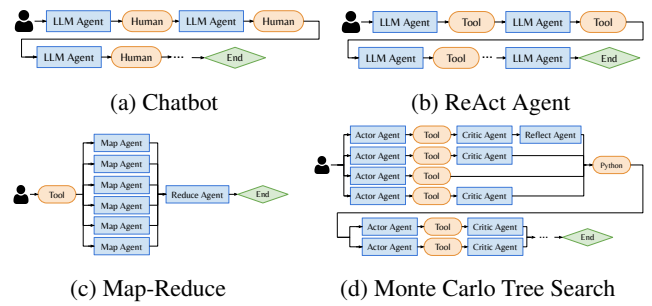 LLM Agent Human LLM Agent Human
LLM Agent Human ... End
(a) Chatbot
LLM Agent Tool LLM Agent Tool
LLM Agent Tool ... LLM Agent End
(b) ReAct Agent
Map Agent
Map Agent
Map Agent
Tool Reduce Agent End
Map Agent
Map Agent
Map Agent
(c) Map-Reduce
Actor Agent Tool Critic Agent Reflect Agent
Actor Agent Tool Critic Agent
Python
Actor Agent Tool
Actor Agent Tool Critic Agent
Actor Agent Tool Critic Agent
... End
Actor Agent Tool Critic Agent
(d) Monte Carlo Tree Search